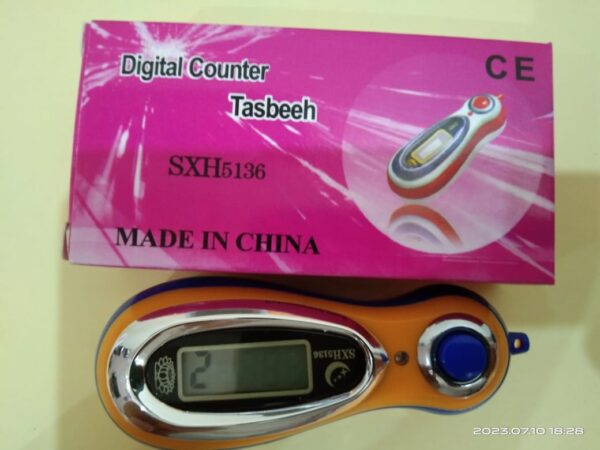 Digital Counter
Tasbeeh
CE
SXH5136
MADE IN CHINA
2
SXH5136
2023.07.10 18:28